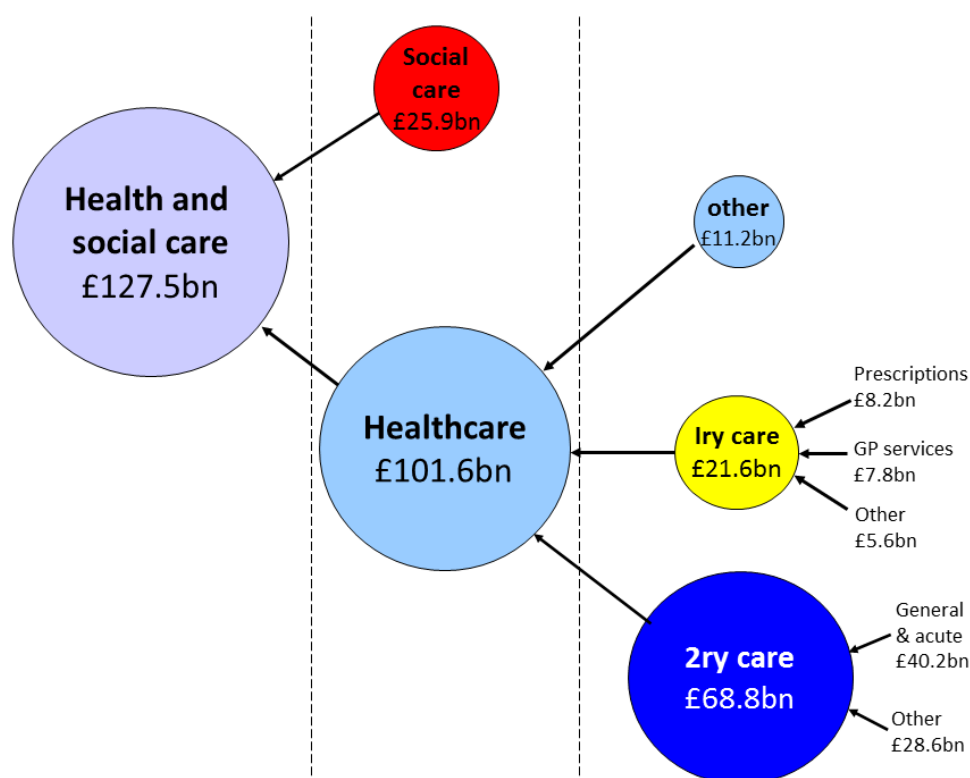 Social
care
£25.9bn
Health and
social care
£127.5bn
other
£11.2bn
Healthcare
£101.6bn
Iry care
£21.6bn
Prescriptions
£8.2bn
GP services
£7.8bn
Other
£5.6bn
2ry care
£68.8bn
General
& acute
£40.2bn
Other
£28.6bn